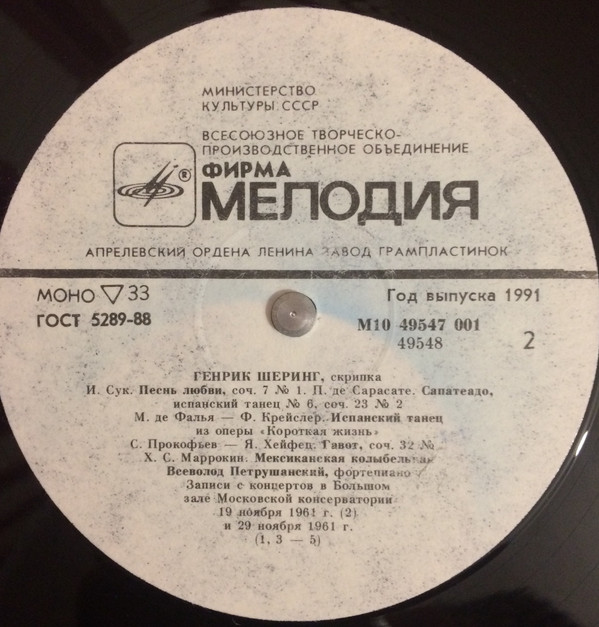 МИНИСТЕРСТВО
КУЛЬТУРЫ СССР
ВСЕСОЮЗНОЕ ТВОРЧЕСКО-
ПРОИЗВОДСТВЕННОЕ ОБЪЕДИНЕНИЕ
®
ФИРМА
МЕЛОДИЯ
АПРЕЛЕВСКИЙ ОРДЕНА ЛЕНИНА ЗАВОД ГРАМПЛАСТИНОК
МОНО ▽ 33
ГОСТ 5289-88
Год выпуска 1991
М10 49547 001
49548
2
ГЕНРИК ШЕРИНГ, скрипка
И. Сук. Песнь любви, соч. 7 № 1. П. де Сарасате. Сапатеадо,
испанский танец № 6, соч. 23 № 2
М. де Фалья — Ф. Крейслер. Испанский танец
из оперы «Короткая жизнь»
С. Прокофьев — Я. Хейфец. Гавот, соч. 32 №
Х. С. Маррокин. Мексиканская колыбельная
Всеволод Петрушанский, фортепиано
Записи с концертов в Большом
зале Московской консерватории
19 ноября 1961 г. (2)
и 29 ноября 1961 г.
(1, 3 — 5)